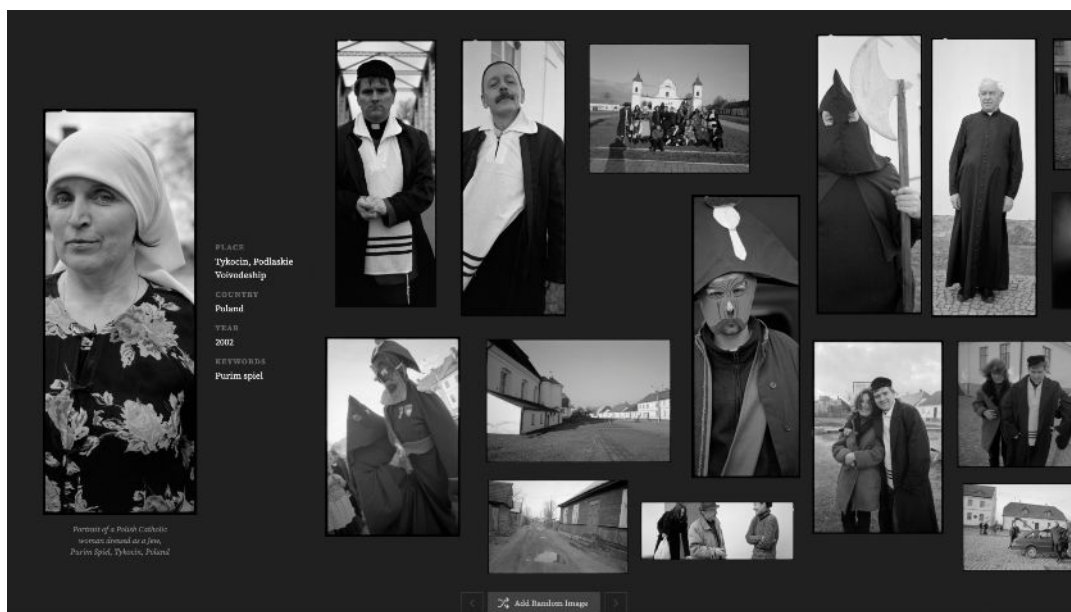 PLACE
Tykocin, Podlaskie
Voivodeship
COUNTRY
Poland
YEAR
2002
KEYWORDS
Purim spiel
Portrait of a Polish Catholic
woman dressed as a Jew,
Purim Spiel, Tykocin, Poland
Add Random Image